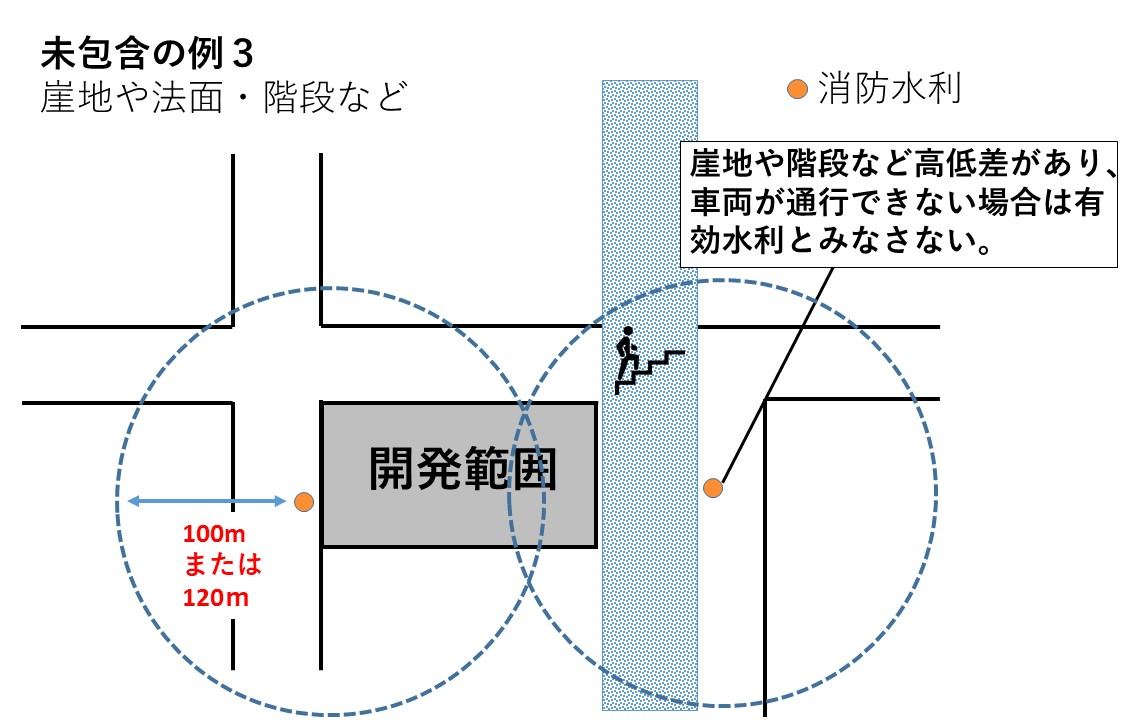 未包含の例３
崖地や法面・階段など
消防水利
崖地や階段など高低差があり、
車両が通行できない場合は有
効水利とみなさない。
開発範囲
100m
または
120ｍ